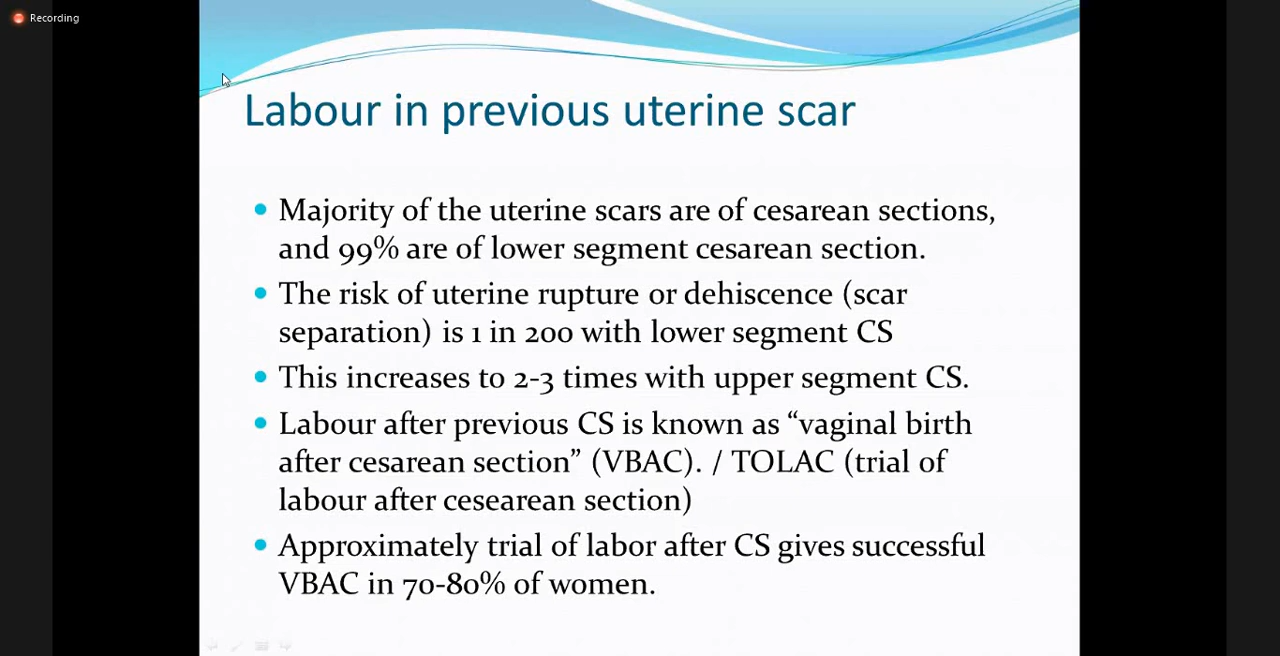 Recording
Labour in previous uterine scar
Majority of the uterine scars are of cesarean sections,
and 99% are of lower segment cesarean section.
The risk of uterine rupture or dehiscence (scar
separation) is 1 in 200 with lower segment CS
This increases to 2-3 times with upper segment CS.
Labour after previous CS is known as “vaginal birth
after cesarean section” (VBAC). / TOLAC (trial of
labour after cesearean section)
Approximately trial of labor after CS gives successful
VBAC in 70-80% of women.